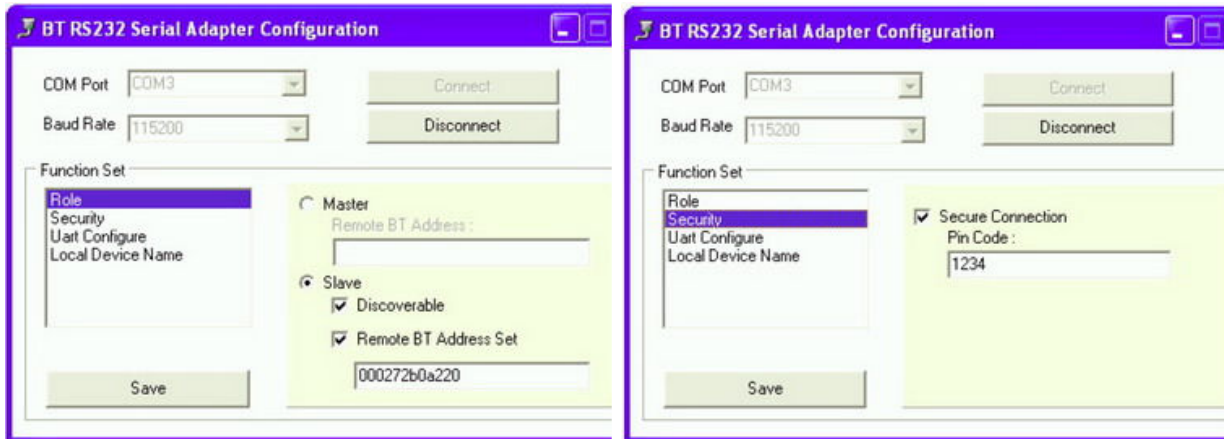 BT RS232 Serial Adapter Configuration
COM Port COM3 Connect
Baud Rate 115200 Disconnect
Function Set
Role
Security
Uart Configure
Local Device Name
Master
Remote BT Address :
Slave
Discoverable
Remote BT Address Set
000272b0a220
Save
BT RS232 Serial Adapter Configuration
COM Port COM3 Connect
Baud Rate 115200 Disconnect
Function Set
Role
Security
Uart Configure
Local Device Name
Secure Connection
Pin Code :
1234
Save